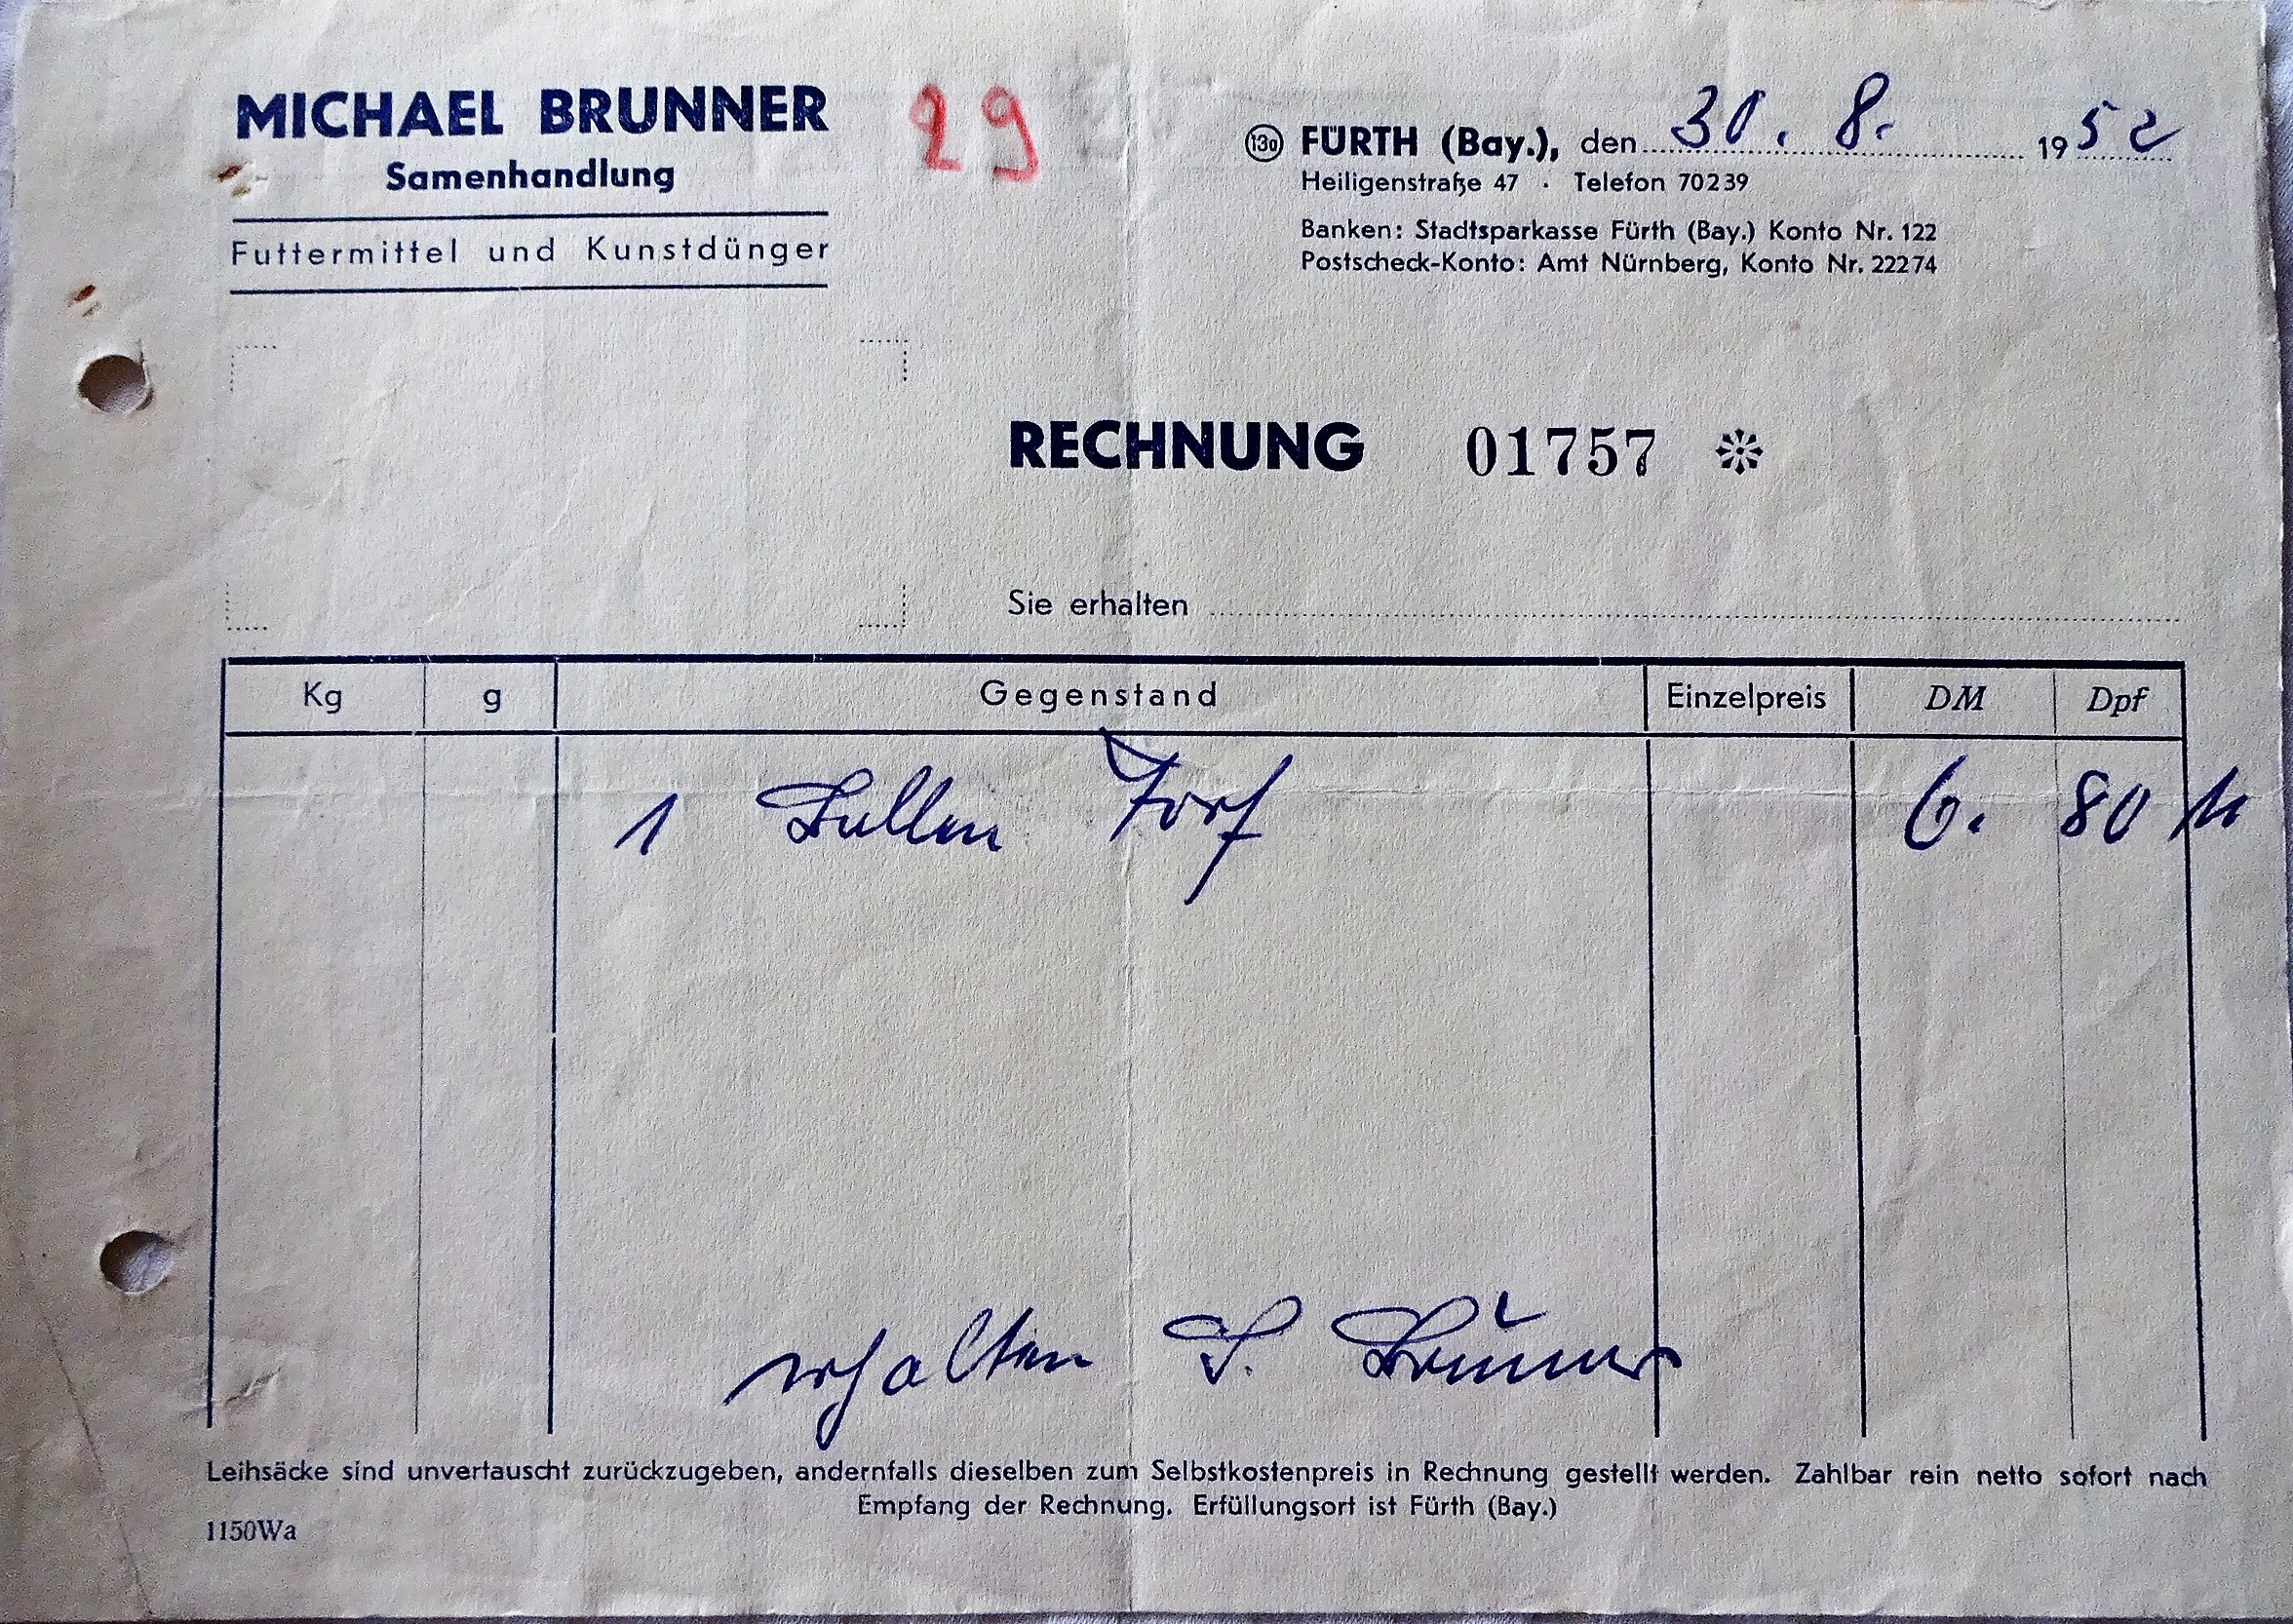 MICHAEL BRUNNER
Samenhandlung
Futtermittel und Kunstdünger
29
13a FÜRTH (Bay.), den 30. 8. 1952
Heiligenstraße 47 · Telefon 70239
Banken: Stadtsparkasse Fürth (Bay.) Konto Nr. 122
Postscheck-Konto: Amt Nürnberg, Konto Nr. 22274
RECHNUNG 01757 ❊
Sie erhalten
Kg g Gegenstand Einzelpreis DM Dpf
1 Ballen Torf 6. 80
erhalten Brunner
Leihsäcke sind unvertauscht zurückzugeben, andernfalls dieselben zum Selbstkostenpreis in Rechnung gestellt werden. Zahlbar rein netto sofort nach
Empfang der Rechnung. Erfüllungsort ist Fürth (Bay.)
1150Wa